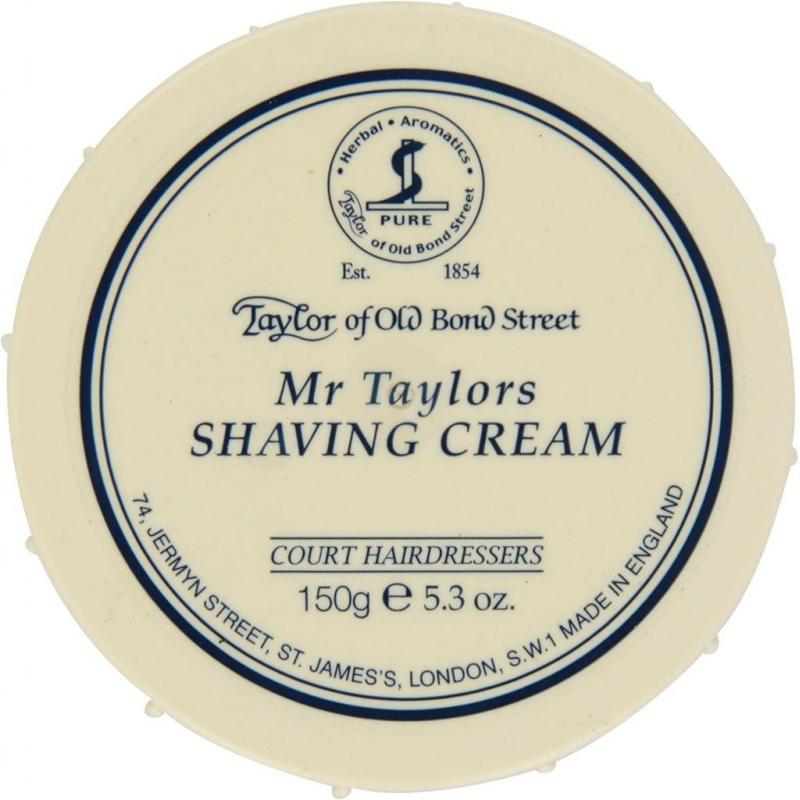 Herbal • Aromatics •
PURE
Taylor of Old Bond Street
Est. 1854
Taylor of Old Bond Street
Mr Taylors
SHAVING CREAM
COURT HAIRDRESSERS
150g ℮ 5.3 oz.
74, JERMYN STREET, ST. JAMES'S, LONDON, S.W.1 MADE IN ENGLAND